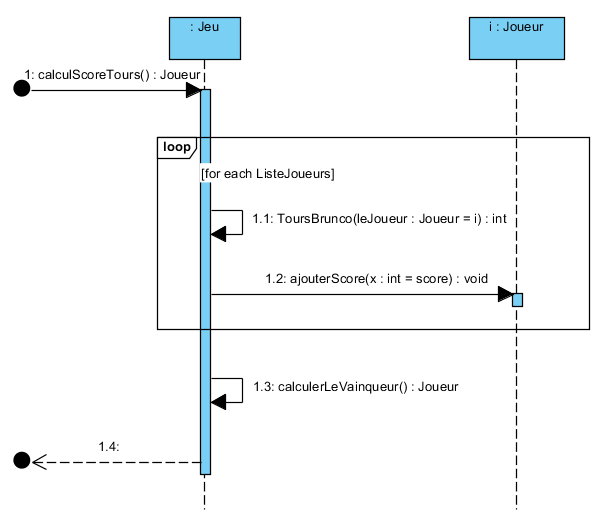 : Jeu
i : Joueur
1: calculScoreTours() : Joueur
loop
[for each ListeJoueurs]
1.1: ToursBrunco(leJoueur : Joueur = i) : int
1.2: ajouterScore(x : int = score) : void
1.3: calculerLeVainqueur() : Joueur
1.4: